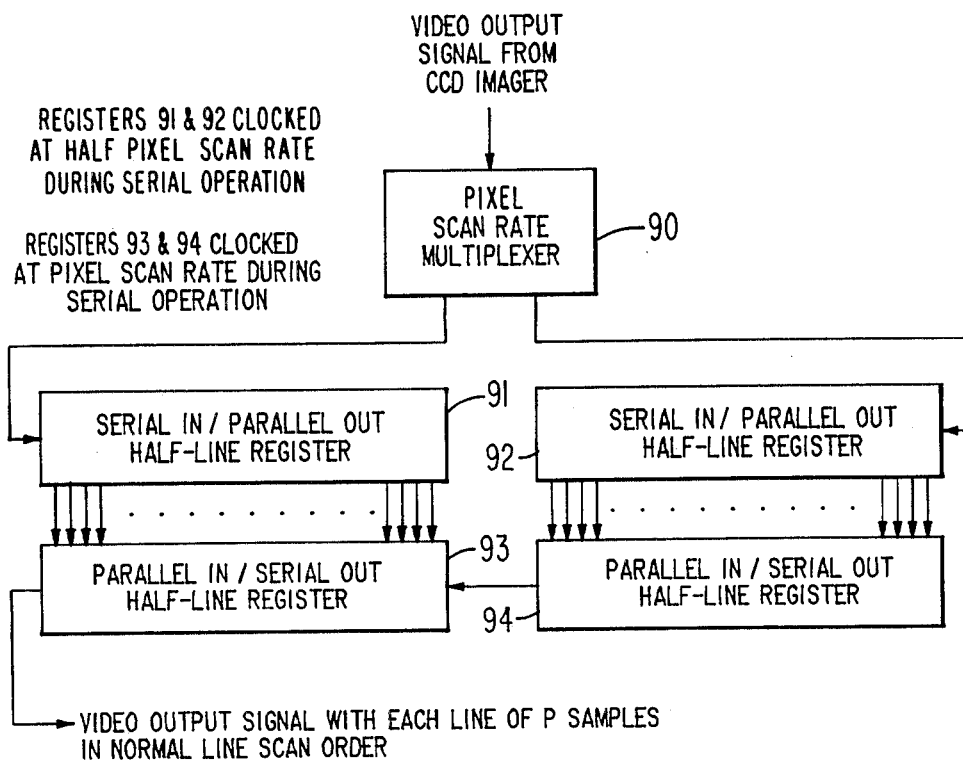 VIDEO OUTPUT
SIGNAL FROM
CCD IMAGER
REGISTERS 91 & 92 CLOCKED
AT HALF PIXEL SCAN RATE
DURING SERIAL OPERATION
PIXEL
SCAN RATE
MULTIPLEXER
90
REGISTERS 93 & 94 CLOCKED
AT PIXEL SCAN RATE DURING
SERIAL OPERATION
SERIAL IN / PARALLEL OUT
HALF-LINE REGISTER
91
SERIAL IN / PARALLEL OUT
HALF-LINE REGISTER
92
PARALLEL IN / SERIAL OUT
HALF-LINE REGISTER
93
PARALLEL IN / SERIAL OUT
HALF-LINE REGISTER
94
VIDEO OUTPUT SIGNAL WITH EACH LINE OF P SAMPLES
IN NORMAL LINE SCAN ORDER